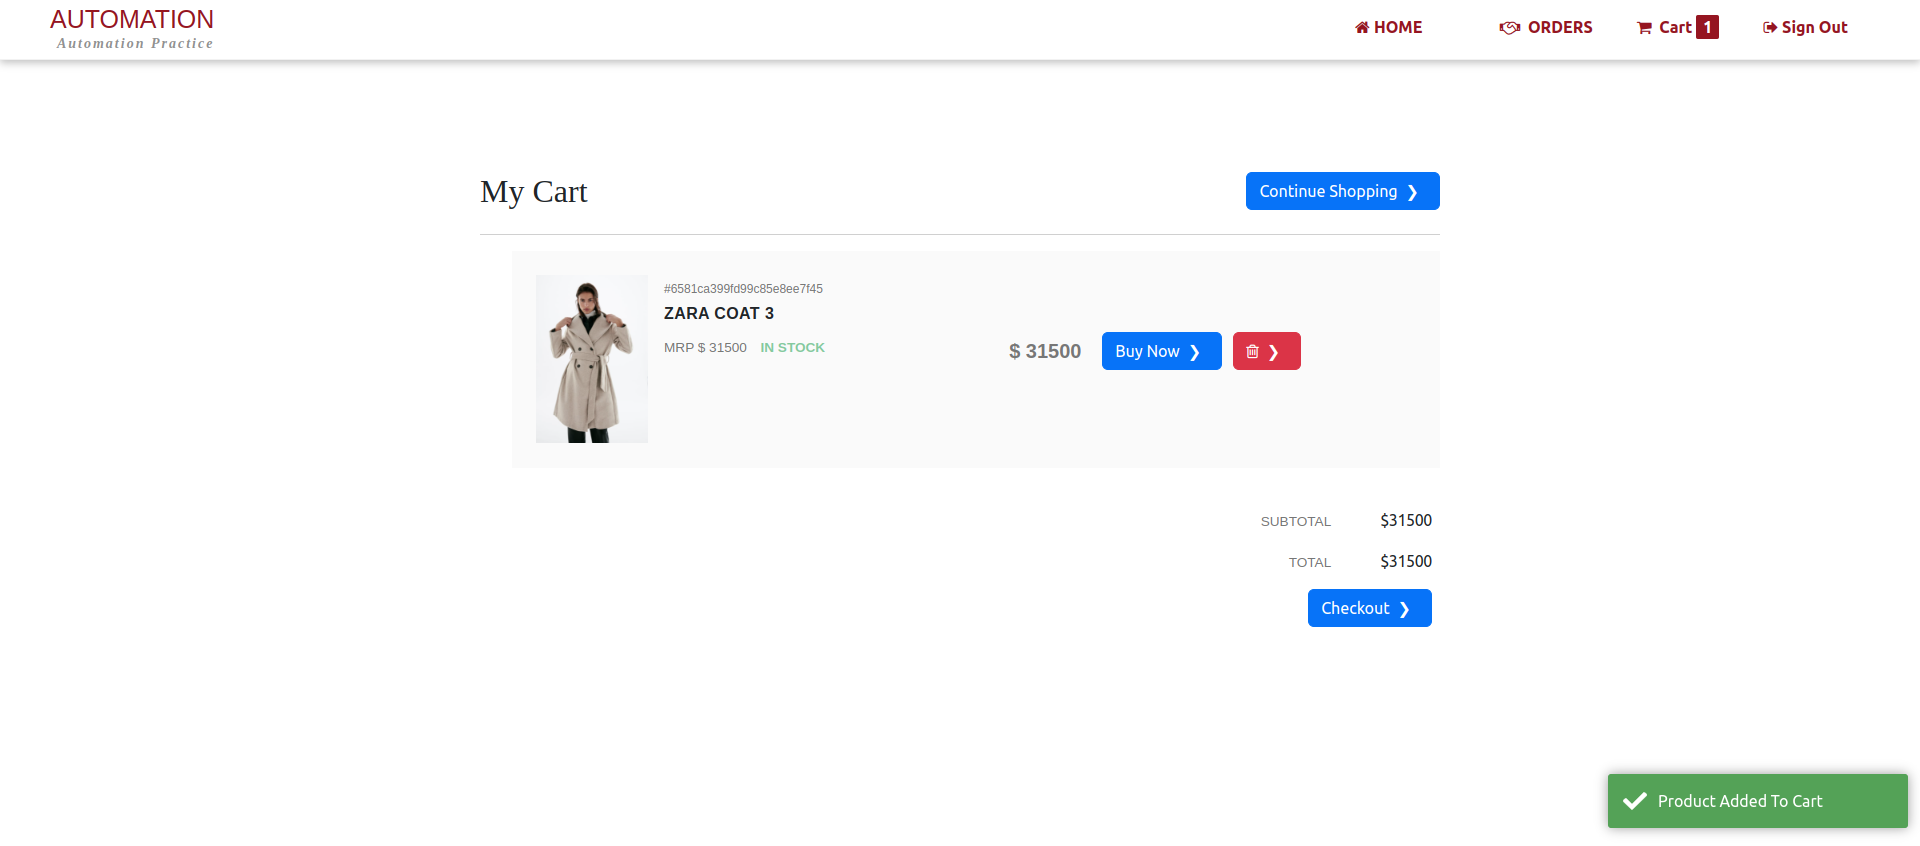 AUTOMATION
Automation Practice
HOME
ORDERS
Cart 1
Sign Out
My Cart
Continue Shopping ❯
#6581ca399fd99c85e8ee7f45
ZARA COAT 3
MRP $ 31500 IN STOCK
$ 31500
Buy Now ❯
❯
SUBTOTAL $31500
TOTAL $31500
Checkout ❯
Product Added To Cart